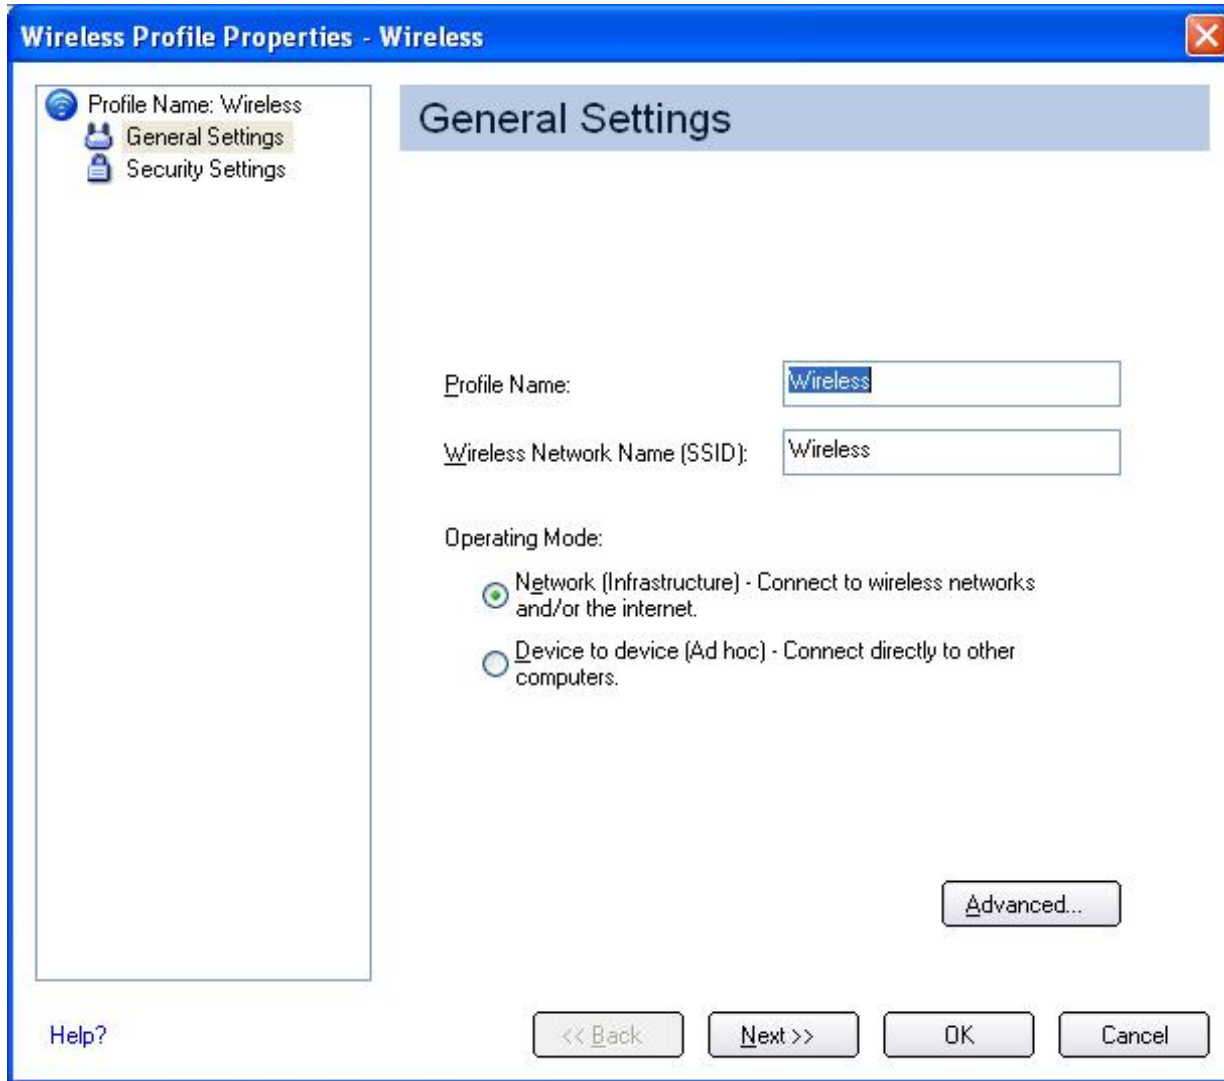 Wireless Profile Properties - Wireless
Profile Name: Wireless
General Settings
Security Settings
General Settings
Profile Name:
Wireless
Wireless Network Name (SSID):
Wireless
Operating Mode:
Network (Infrastructure) - Connect to wireless networks
and/or the internet.
Device to device (Ad hoc) - Connect directly to other
computers.
Advanced...
Help?
<< Back
Next >>
OK
Cancel